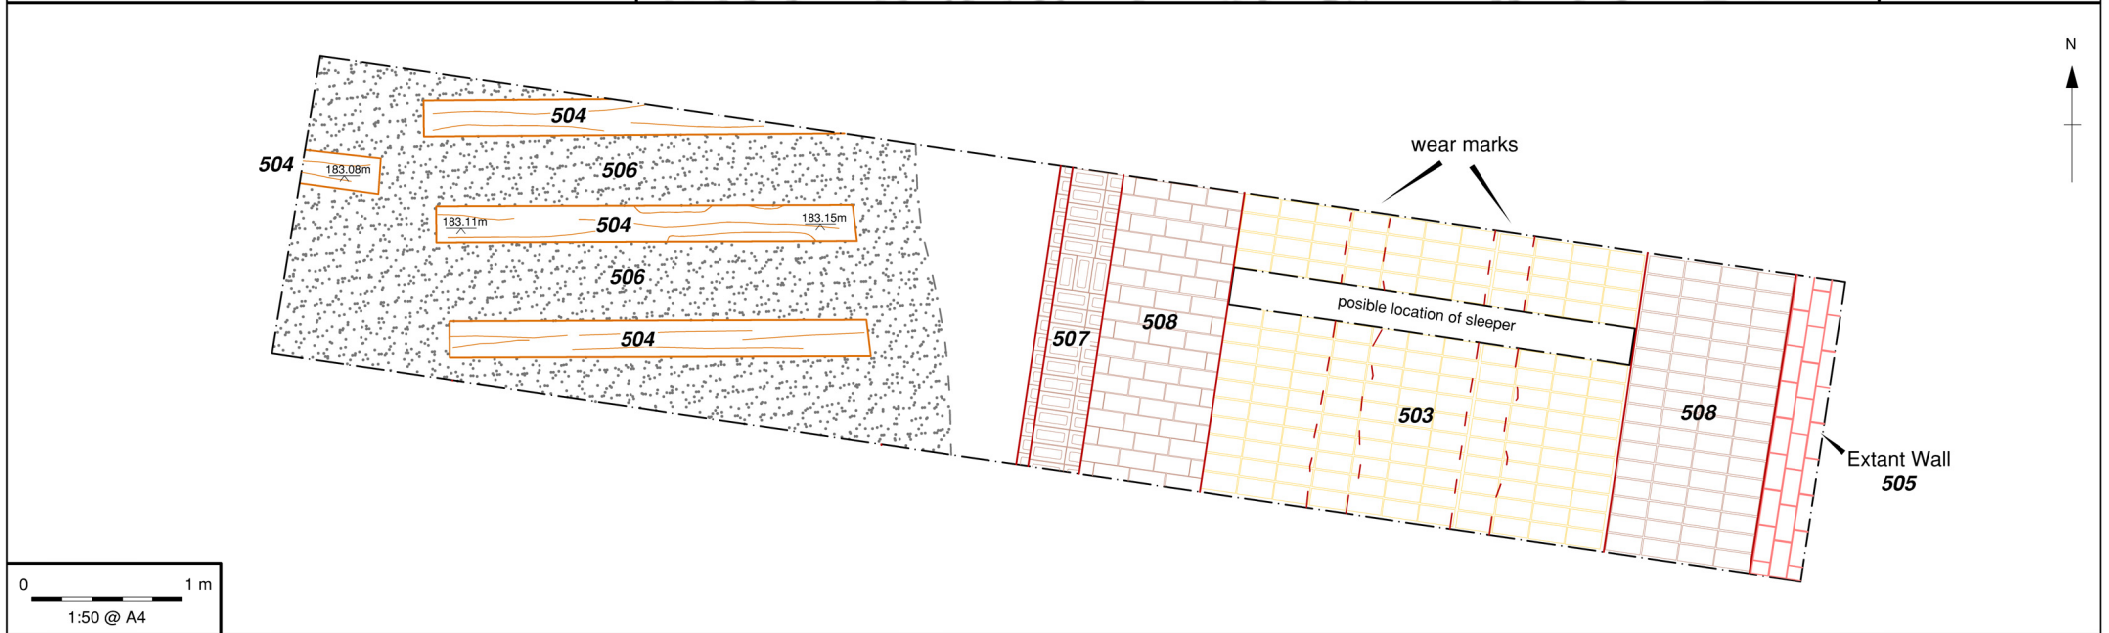 N
504
wear marks
504
183.08m
506
183.11m
504
183.15m
506
posible location of sleeper
508
507
504
503
508
Extant Wall
505
0 1 m
1:50 @ A4